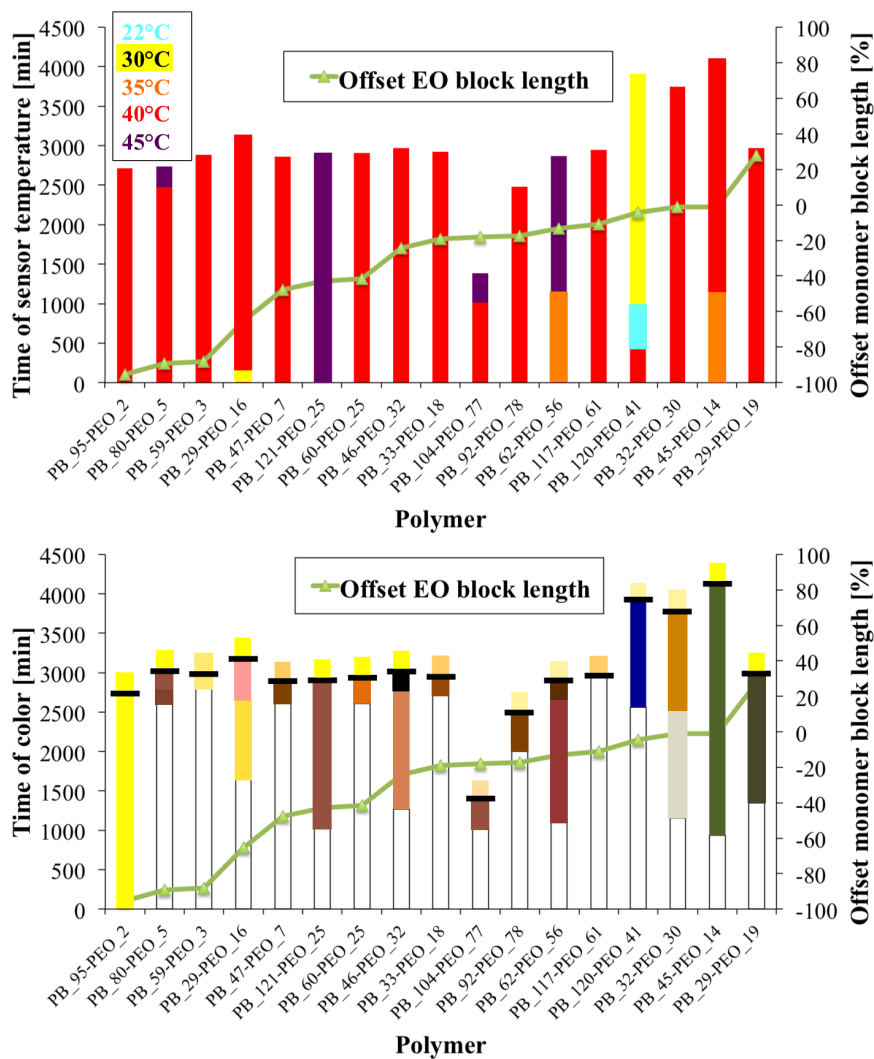 22°C
30°C
35°C
40°C
45°C
Offset EO block length
Time of sensor temperature [min]
4500
4000
3500
3000
2500
2000
1500
1000
500
0
100
80
60
40
20
0
-20
-40
-60
-80
-100
Offset monomer block length [%]
PB_95-PEO_2
PB_80-PEO_5
PB_59-PEO_3
PB_29-PEO_16
PB_47-PEO_7
PB_121-PEO_25
PB_60-PEO_25
PB_46-PEO_32
PB_33-PEO_18
PB_104-PEO_77
PB_92-PEO_78
PB_62-PEO_56
PB_117-PEO_61
PB_120-PEO_41
PB_32-PEO_30
PB_45-PEO_14
PB_29-PEO_19
Polymer
Offset EO block length
Time of color [min]
4500
4000
3500
3000
2500
2000
1500
1000
500
0
100
80
60
40
20
0
-20
-40
-60
-80
-100
Offset monomer block length [%]
PB_95-PEO_2
PB_80-PEO_5
PB_59-PEO_3
PB_29-PEO_16
PB_47-PEO_7
PB_121-PEO_25
PB_60-PEO_25
PB_46-PEO_32
PB_33-PEO_18
PB_104-PEO_77
PB_92-PEO_78
PB_62-PEO_56
PB_117-PEO_61
PB_120-PEO_41
PB_32-PEO_30
PB_45-PEO_14
PB_29-PEO_19
Polymer